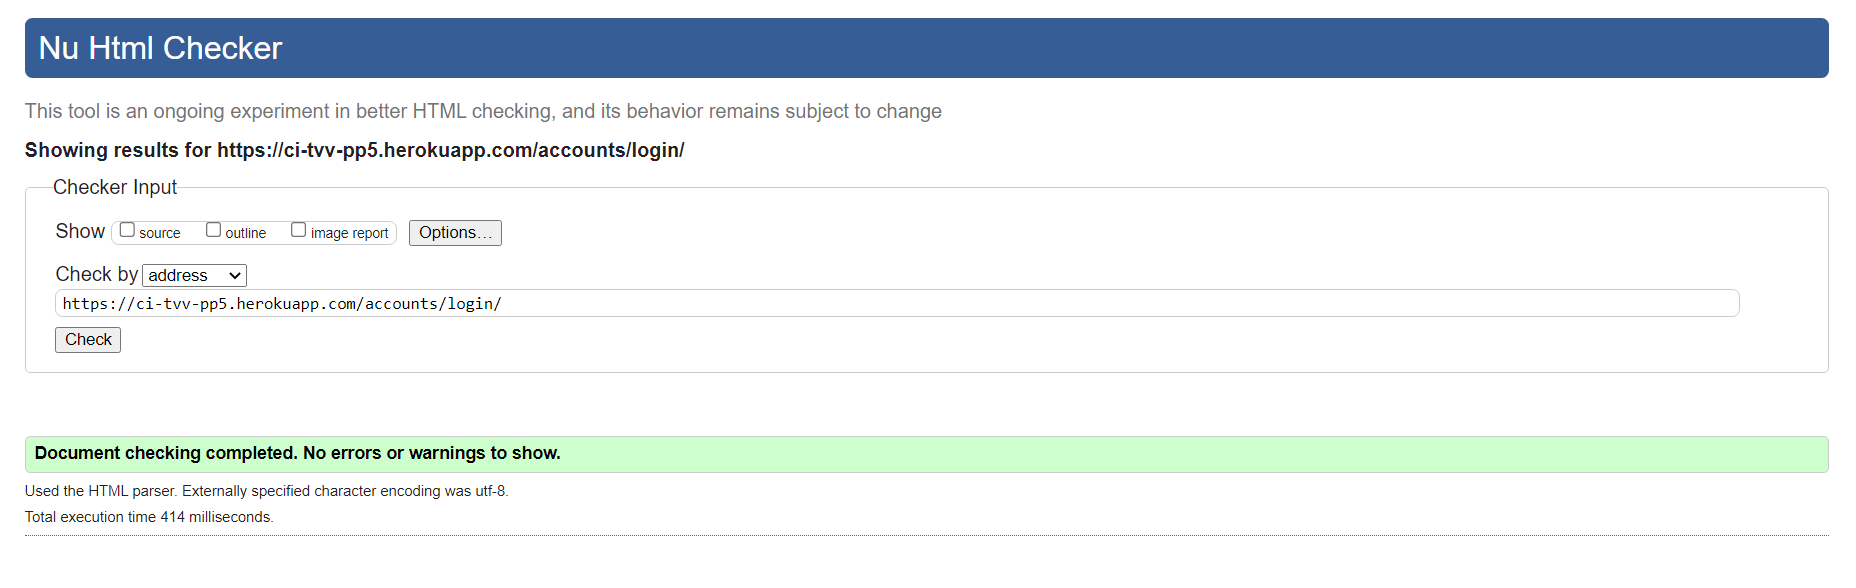 Nu Html Checker
This tool is an ongoing experiment in better HTML checking, and its behavior remains subject to change
Showing results for https://ci-tvv-pp5.herokuapp.com/accounts/login/
Checker Input
Show source outline image report Options...
Check by address
https://ci-tvv-pp5.herokuapp.com/accounts/login/
Check
Document checking completed. No errors or warnings to show.
Used the HTML parser. Externally specified character encoding was utf-8.
Total execution time 414 milliseconds.